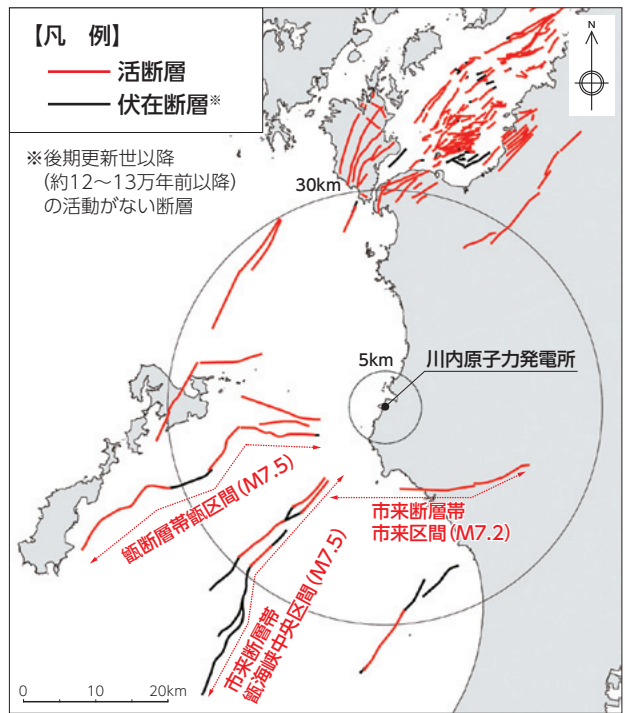 【凡　例】
活断層
伏在断層※
※後期更新世以降
(約12～13万年前以降)
の活動がない断層
N
30km
5km
川内原子力発電所
甑断層帯甑区間(M7.5)
市来断層帯
市来区間(M7.2)
市来断層帯
甑海峡中央区間(M7.5)
0 10 20km